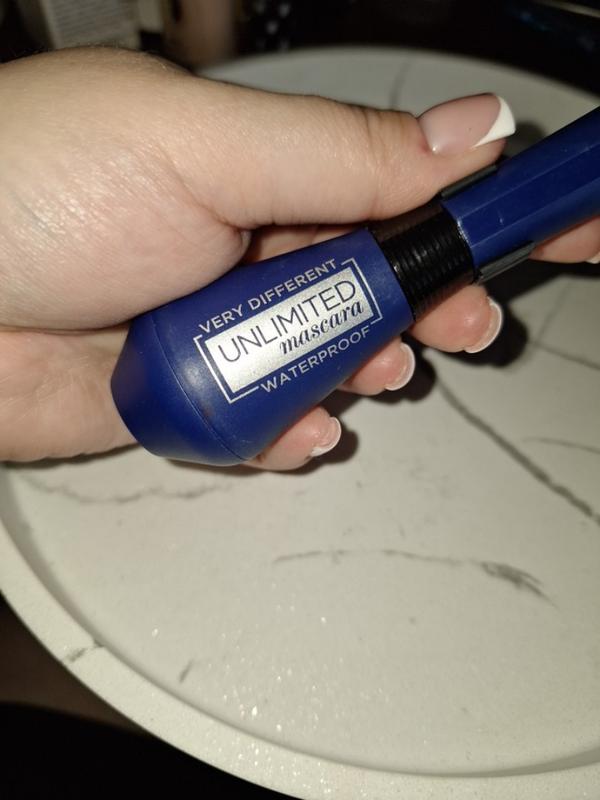 VERY DIFFERENT
UNLIMITED
mascara
WATERPROOF